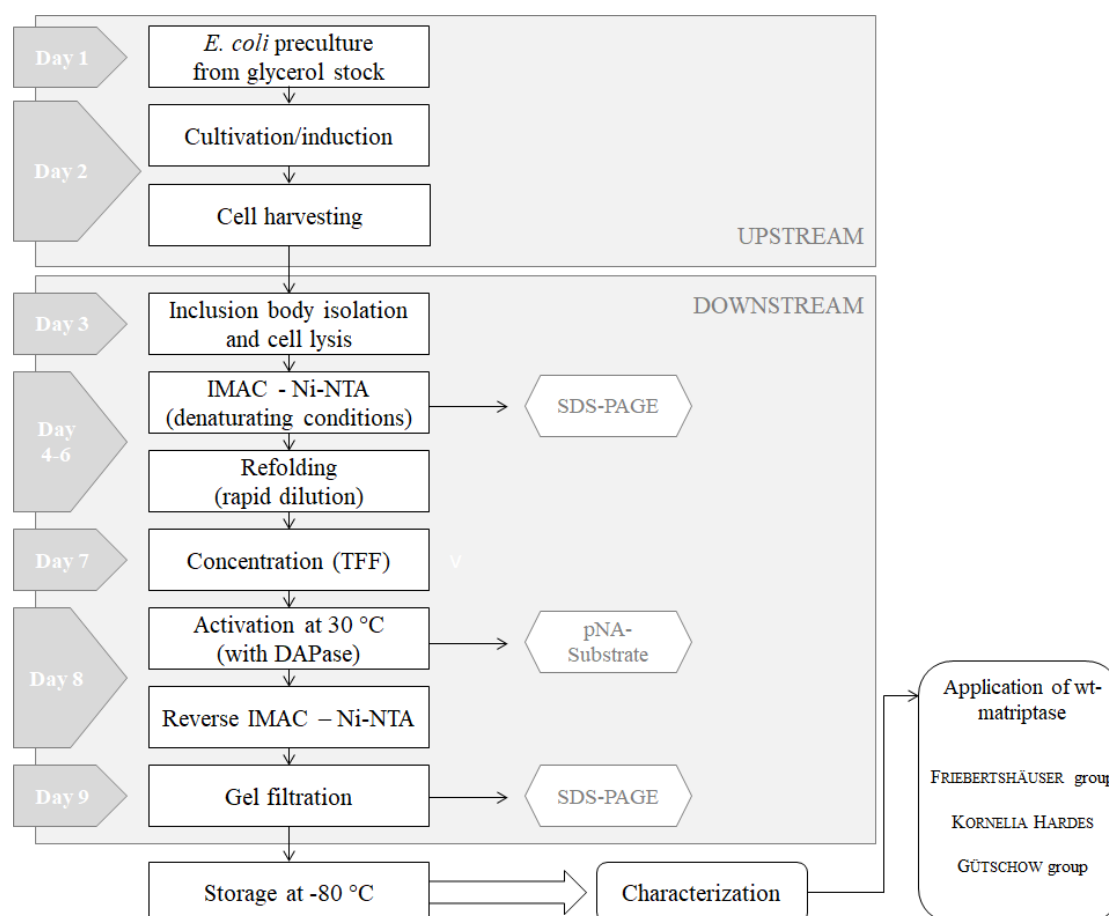 Day 1
E. coli preculture
from glycerol stock
Day 2
Cultivation/induction
Cell harvesting
UPSTREAM
DOWNSTREAM
Day 3
Inclusion body isolation
and cell lysis
Day
4-6
IMAC - Ni-NTA
(denaturating conditions)
SDS-PAGE
Refolding
(rapid dilution)
Day 7
Concentration (TFF)
V
Day 8
Activation at 30 °C
(with DAPase)
pNA-
Substrate
Reverse IMAC – Ni-NTA
Day 9
Gel filtration
SDS-PAGE
Storage at -80 °C
Characterization
Application of wt-
matriptase
FRIEBERTSHÄUSER group
KORNELIA HARDES
GÜTSCHOW group